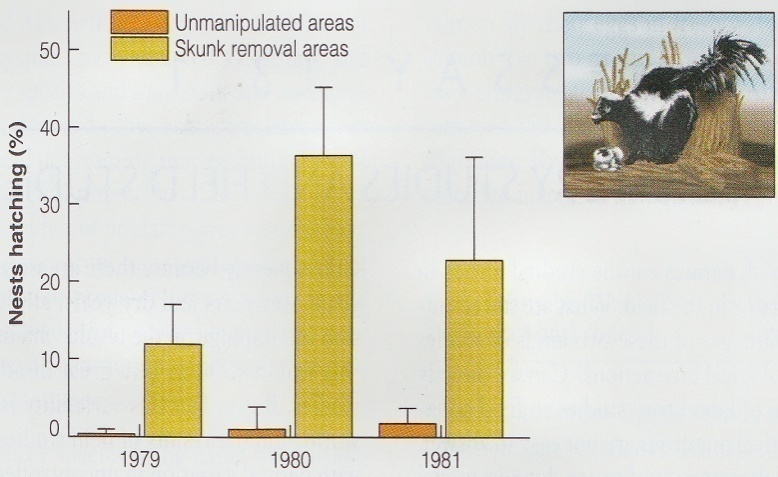 Unmanipulated areas
Skunk removal areas
Nests hatching (%)
50
40
30
20
10
0
1979 1980 1981